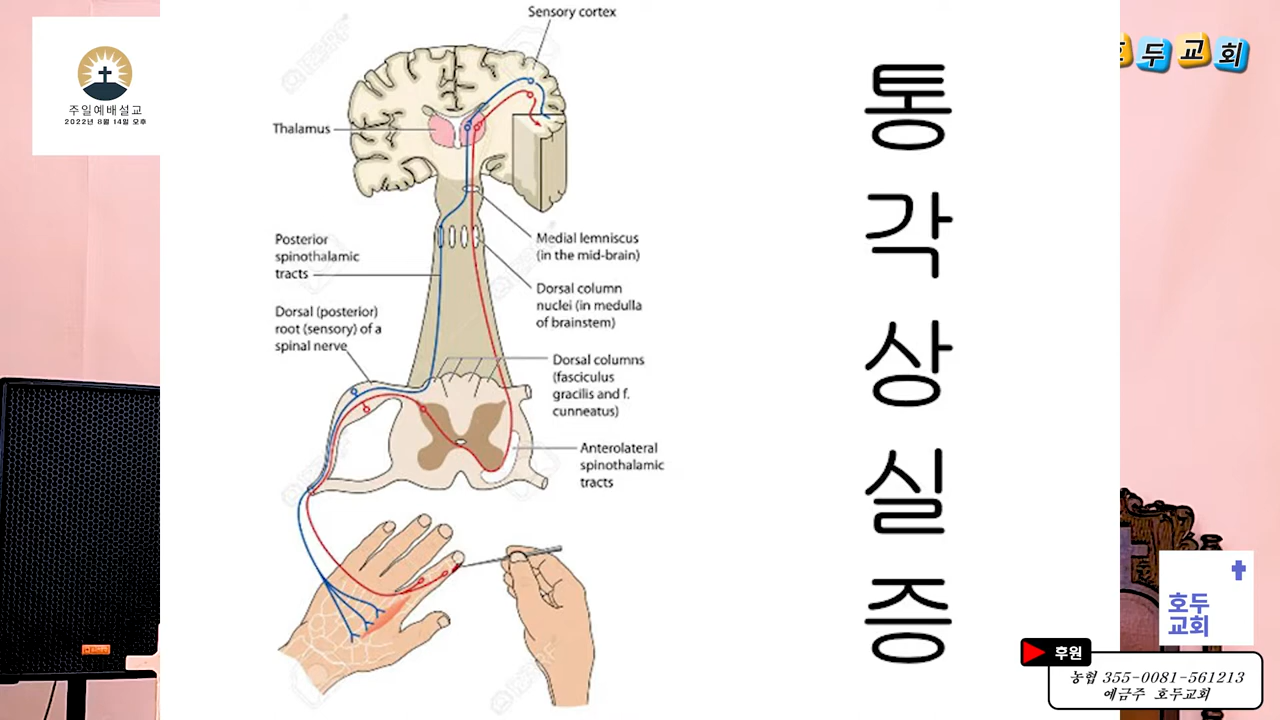 주일예배설교
2022년 8월 14일 오후
Sensory cortex
Thalamus
Posterior
spinothalamic
tracts
Dorsal (posterior)
root (sensory) of a
spinal nerve
Medial lemniscus
(in the mid-brain)
Dorsal column
nuclei (in medulla
of brainstem)
Dorsal columns
(fasciculus
gracilis and f.
cunneatus)
Anterolateral
spinothalamic
tracts
통
각
상
실
증
호두교회
호두
교회
후원
농협 355-0081-561213
예금주 호두교회